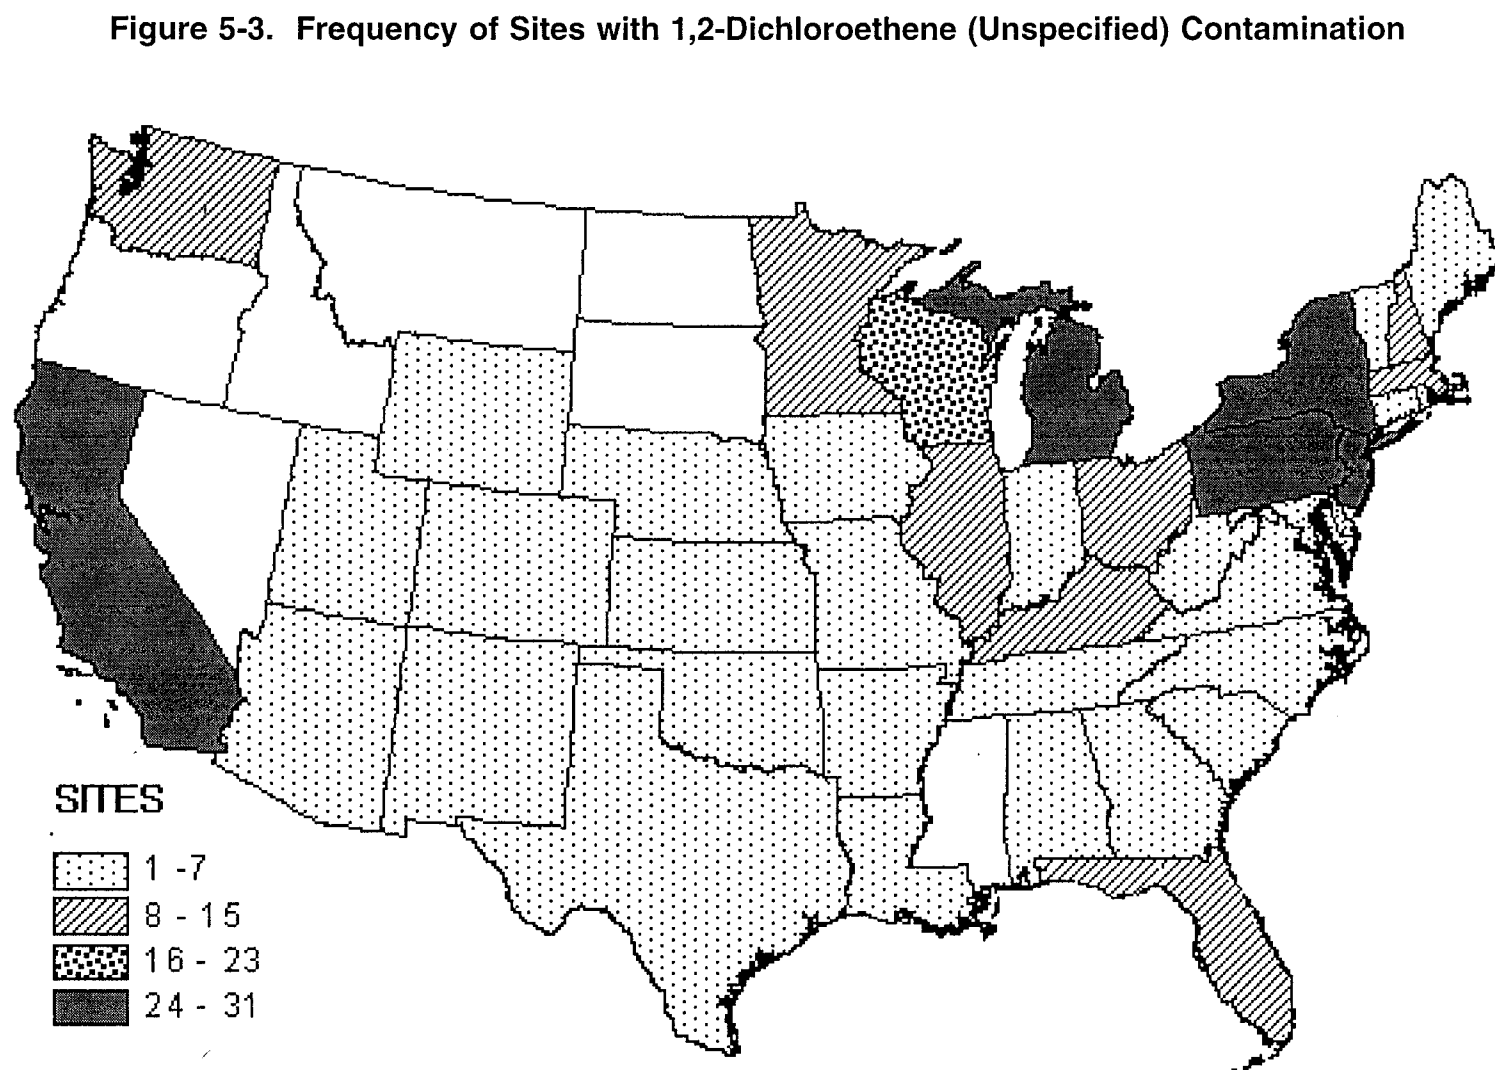 Figure 5-3. Frequency of Sites with 1,2-Dichloroethene (Unspecified) Contamination
SITES
1 -7
8 - 15
16 - 23
24 - 31